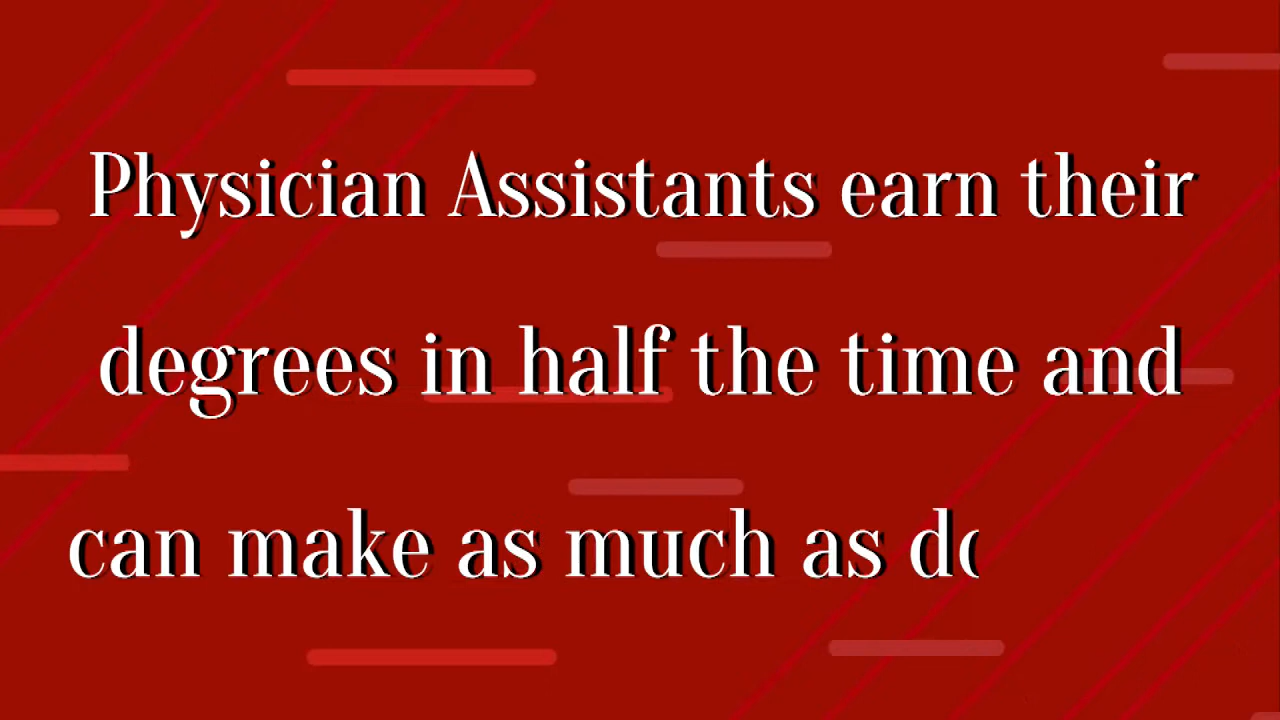 Physician Assistants earn their
degrees in half the time and
can make as much as